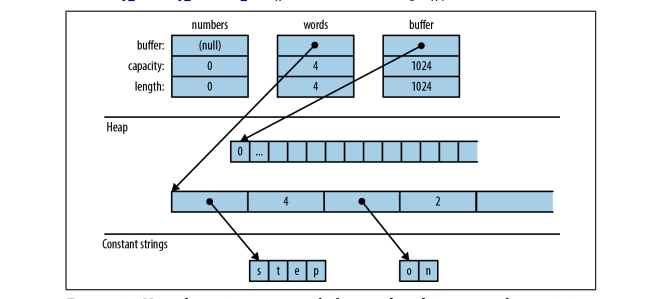 numbers words buffer
buffer: (null)
capacity: 0 4 1024
length: 0 4 1024
Heap
0 ...
4 2
Constant strings
s t e p o n